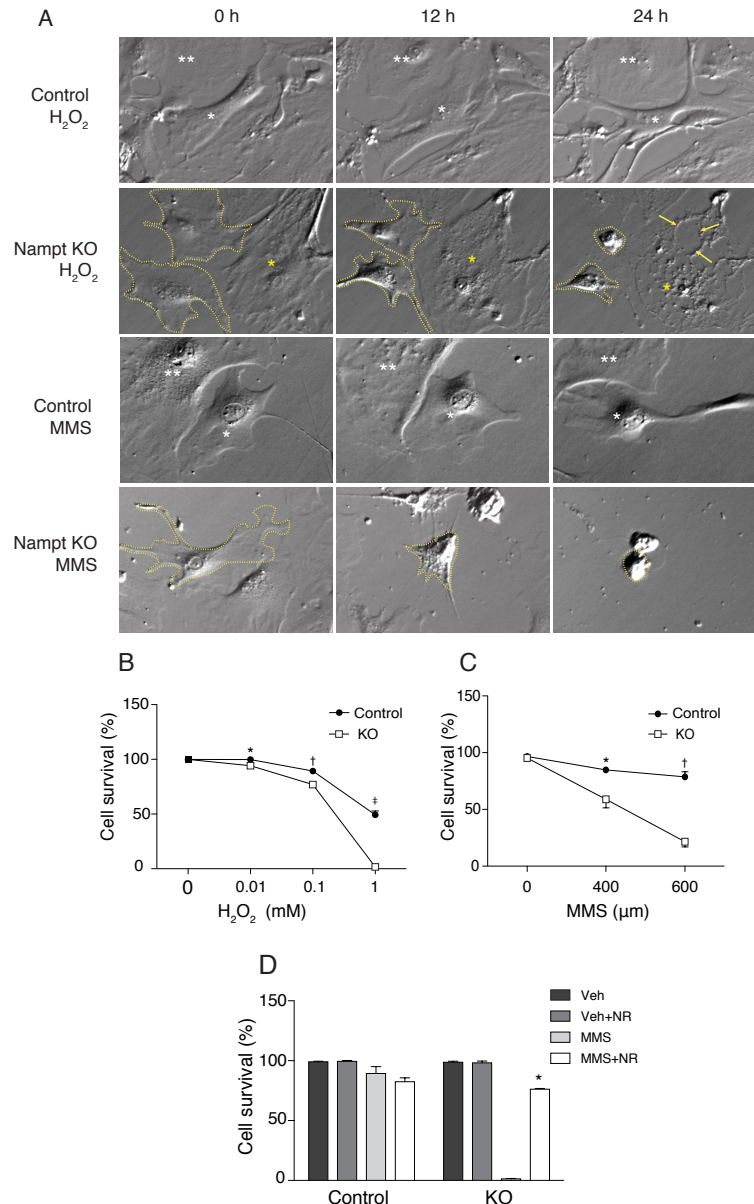 A
0 h 12 h 24 h
Control
H₂O₂
** ** **
* * *
Nampt KO
H₂O₂
* * *
Control
MMS
** ** **
* * *
Nampt KO
MMS
B
150
100
50
0
Cell survival (%)
Control
KO
* † ‡
0 0.01 0.1 1
H₂O₂ (mM)
C
150
100
50
0
Cell survival (%)
Control
KO
* †
0 400 600
MMS (µm)
D
150
100
50
0
Cell survival (%)
Veh
Veh+NR
MMS
MMS+NR
*
Control KO